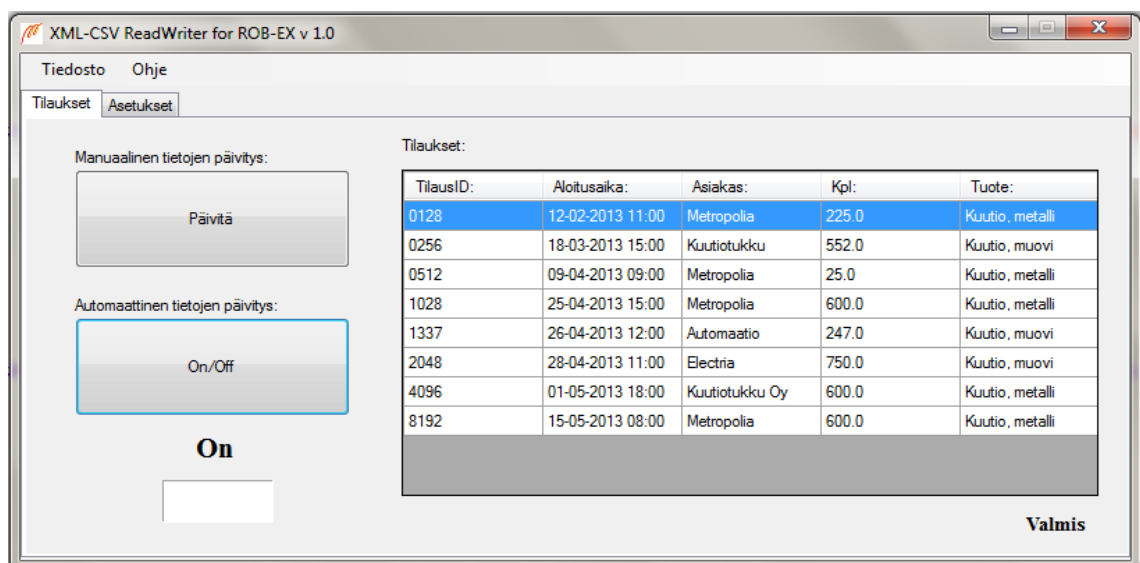 XML-CSV ReadWriter for ROB-EX v 1.0
Tiedosto Ohje
Tilaukset Asetukset
Manuaalinen tietojen päivitys:
Päivitä
Automaattinen tietojen päivitys:
On/Off
On
Tilaukset:
TilausID: Aloitusaika: Asiakas: Kpl: Tuote:
0128 12-02-2013 11:00 Metropolia 225.0 Kuutio, metalli
0256 18-03-2013 15:00 Kuutiotukku 552.0 Kuutio, muovi
0512 09-04-2013 09:00 Metropolia 25.0 Kuutio, metalli
1028 25-04-2013 15:00 Metropolia 600.0 Kuutio, metalli
1337 26-04-2013 12:00 Automaatio 247.0 Kuutio, muovi
2048 28-04-2013 11:00 Electria 750.0 Kuutio, muovi
4096 01-05-2013 18:00 Kuutiotukku Oy 600.0 Kuutio, metalli
8192 15-05-2013 08:00 Metropolia 600.0 Kuutio, metalli
Valmis